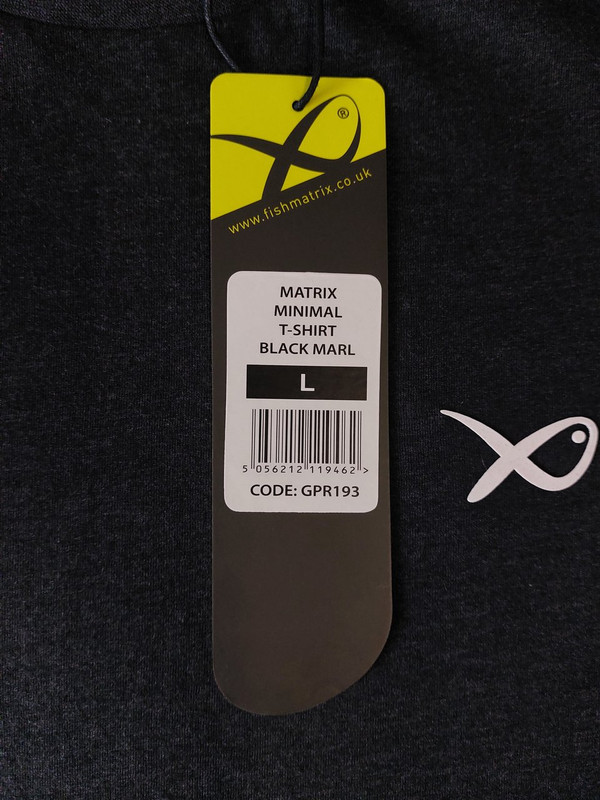 ®
www.fishmatrix.co.uk
MATRIX
MINIMAL
T-SHIRT
BLACK MARL
L
5 056212 119462 >
CODE: GPR193